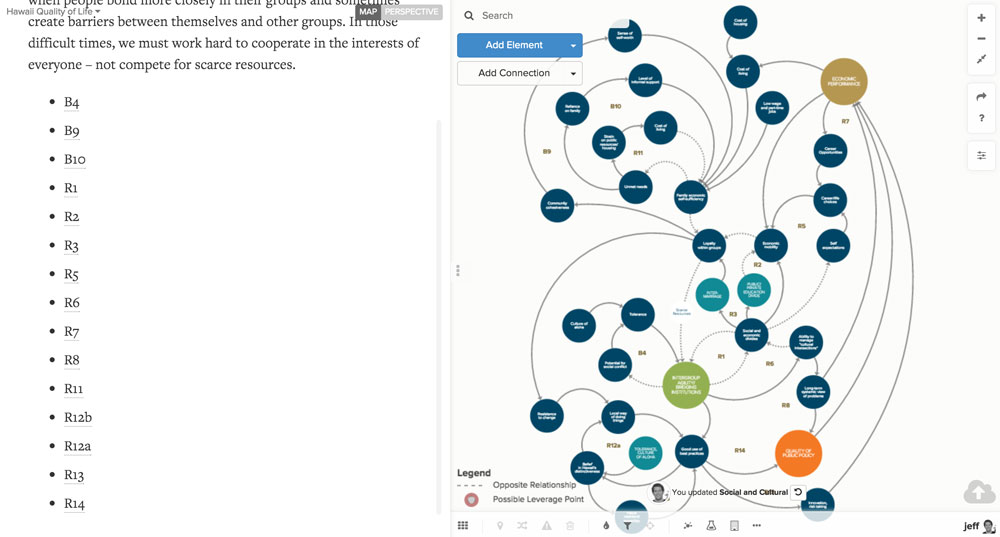 when people bond more closely in their groups and sometimes
Hawaii Quality of Life
MAP
PERSPECTIVE
create barriers between themselves and other groups. In those
difficult times, we must work hard to cooperate in the interests of
everyone – not compete for scarce resources.
B4
B9
B10
R1
R2
R3
R5
R6
R7
R8
R11
R12b
R12a
R13
R14
Search
Add Element
Add Connection
Sense of
self-worth
Cost of
housing
Cost of
living
ECONOMIC
PERFORMANCE
Level of
informal support
Reliance
on family
B10
Low-wage
and part-time
jobs
R7
Cost of
living
Strain
on public
resources/
housing
R11
B9
Career
Opportunities
Unmet needs
Family economic
self-sufficiency
Career/life
choices
Community
cohesiveness
R5
Loyalty
within groups
Economic
mobility
Self
expectations
R2
INTER-
MARRIAGE
PUBLIC
PRIVATE
EDUCATION
DIVIDE
Scarce
Resources
R3
Culture of
aloha
Tolerance
Social and
economic
divides
Ability to
manage
"cultural
intersections"
B4
R1
R6
Potential for
social conflict
INTERGROUP
AGILITY/
BRIDGING
INSTITUTIONS
Long-term
systemic view
of problems
R8
Resistance
to change
Local way
of doing
things
R12a
TOLERANCE,
CULTURE
OF ALOHA
Good use of
best practices
R14
QUALITY OF
PUBLIC POLICY
Belief
in Hawaii's
distinctiveness
Legend
Opposite Relationship
Possible Leverage Point
You updated Social and Cultural
Innovation,
risk taking
jeff